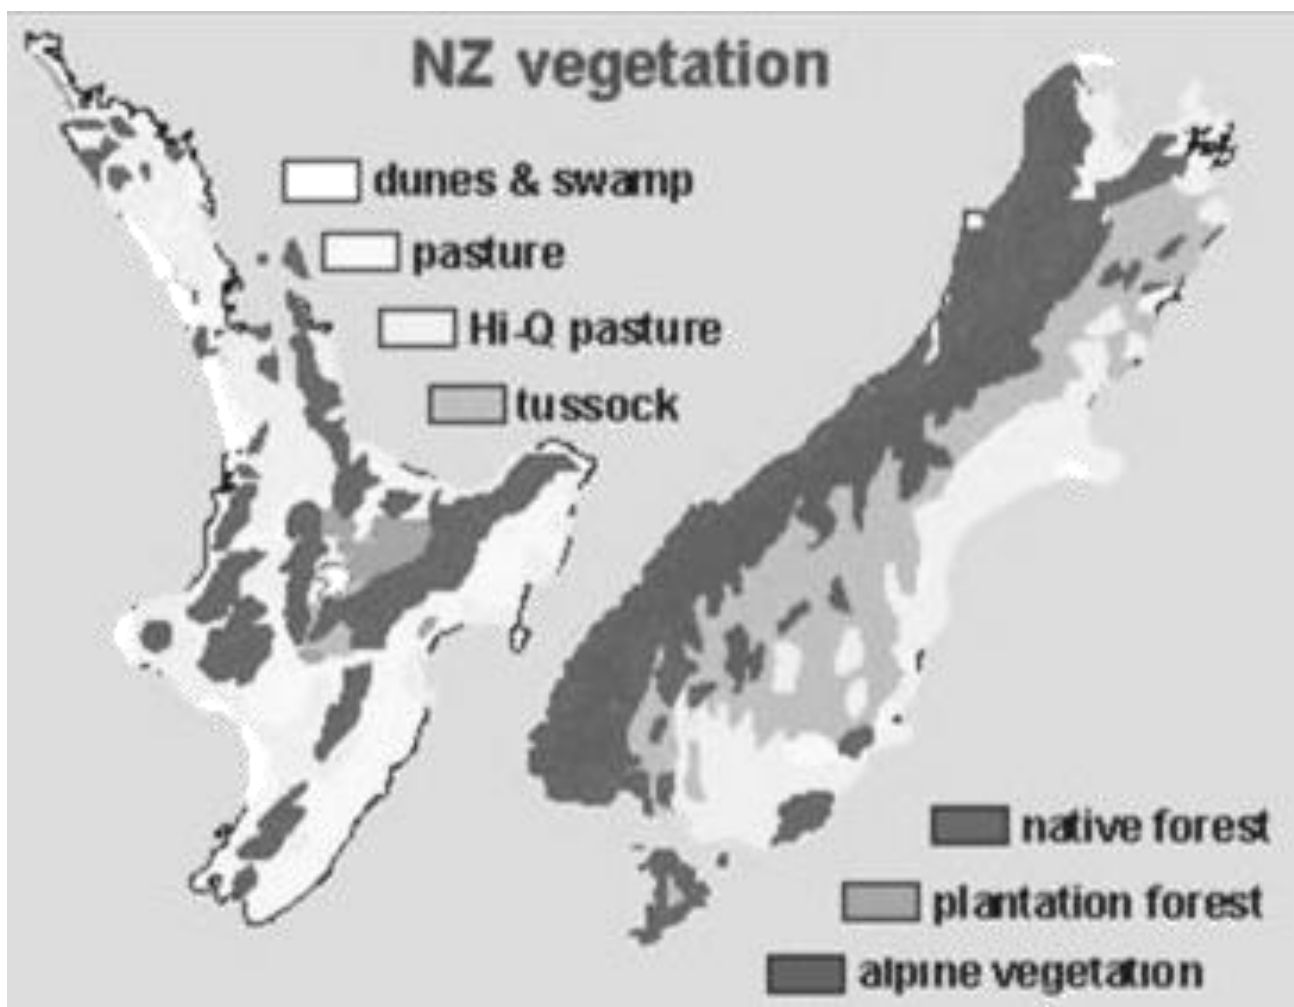 NZ vegetation
dunes & swamp
pasture
Hi-Q pasture
tussock
native forest
plantation forest
alpine vegetation